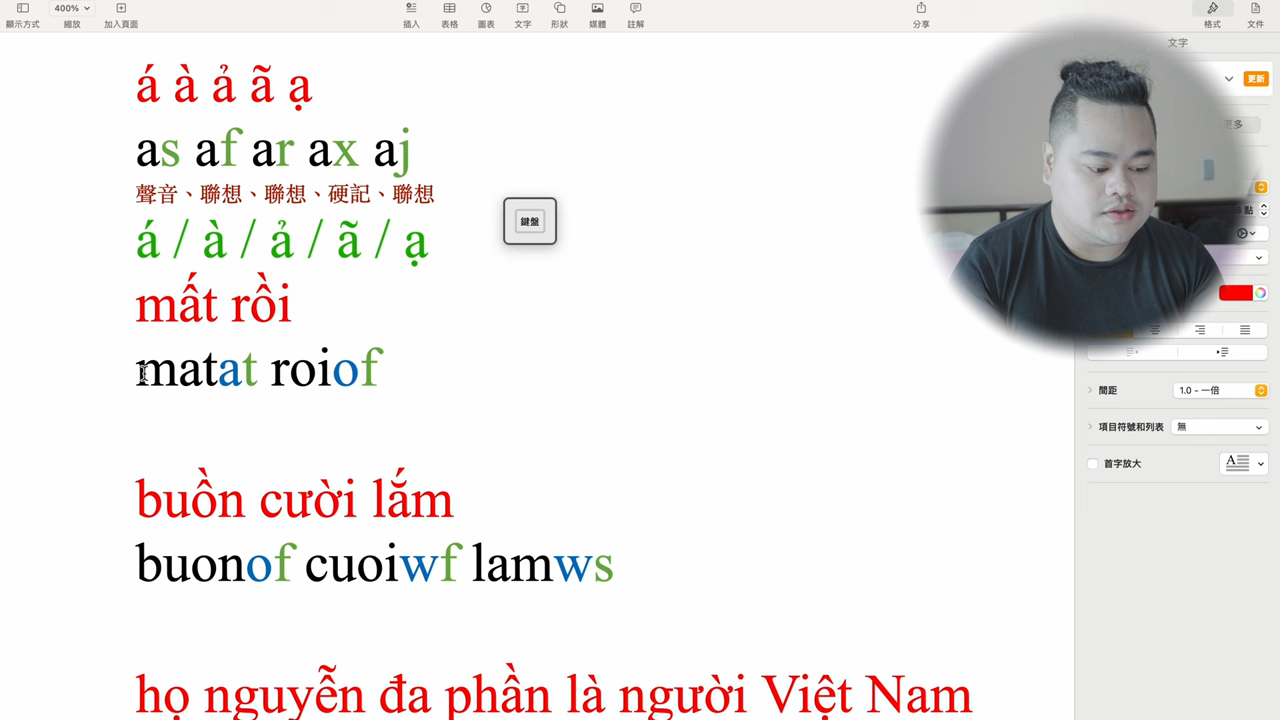 400%
顯示方式 縮放 加入頁面 插入 表格 圖表 文字 形狀 媒體 註解 分享 格式 文件
文字
更新
á à ả ã ạ
更多
as af ar ax aj
聲音、聯想、聯想、硬記、聯想
鍵盤
點
á / à / ả / ã / ạ
mất rồi
matat roiof
間距 1.0 - 一倍
項目符號和列表 無
首字放大
buồn cười lắm
buonof cuoiwf lamws
họ nguyễn đa phần là người Việt Nam